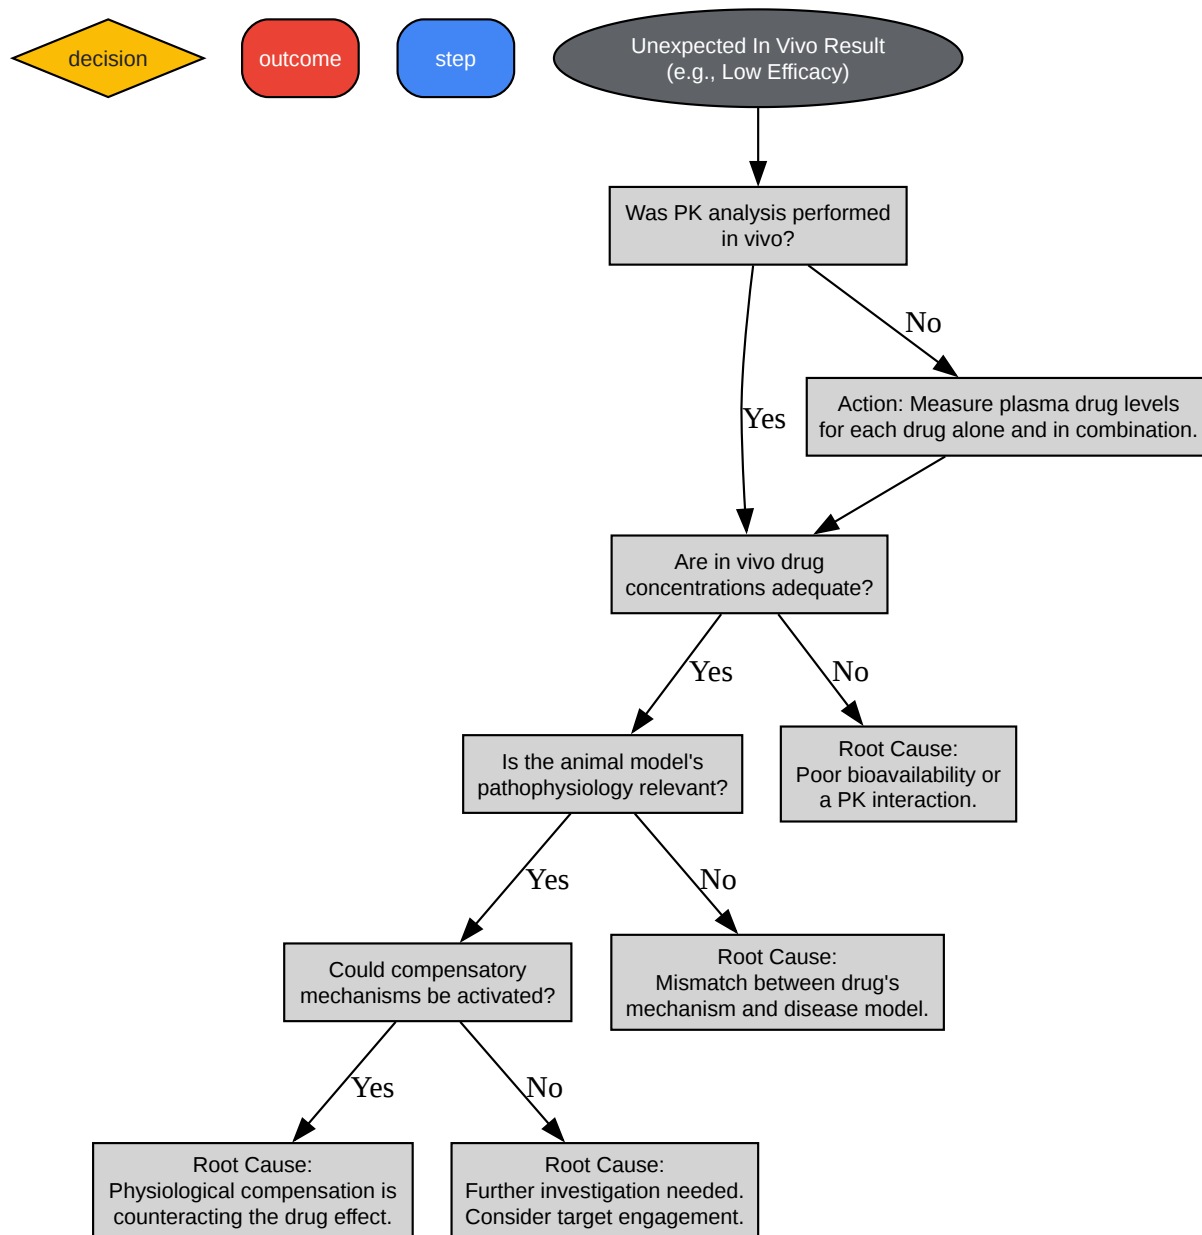 decision
outcome
step
Unexpected In Vivo Result
(e.g., Low Efficacy)
Was PK analysis performed
in vivo?
No
Action: Measure plasma drug levels
for each drug alone and in combination.
Yes
Are in vivo drug
concentrations adequate?
Yes
No
Is the animal model's
pathophysiology relevant?
Root Cause:
Poor bioavailability or
a PK interaction.
Yes
No
Could compensatory
mechanisms be activated?
Root Cause:
Mismatch between drug's
mechanism and disease model.
Yes
No
Root Cause:
Physiological compensation is
counteracting the drug effect.
Root Cause:
Further investigation needed.
Consider target engagement.